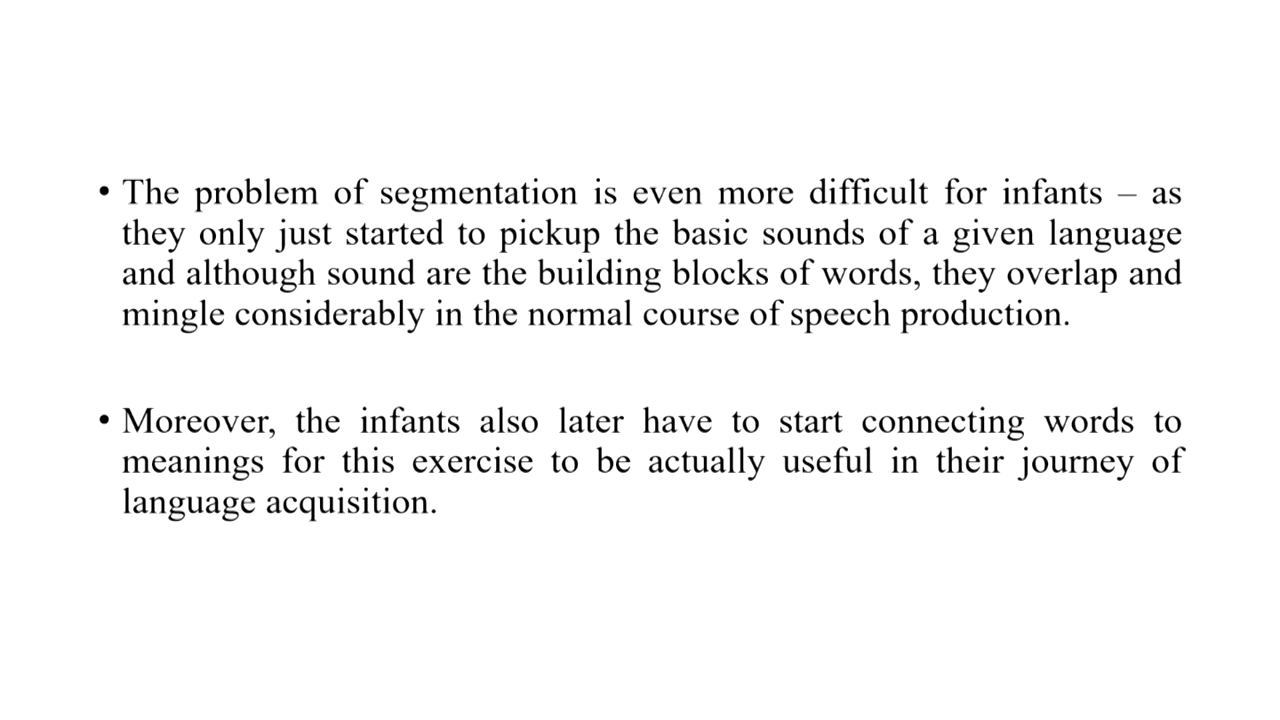 • The problem of segmentation is even more difficult for infants – as
they only just started to pickup the basic sounds of a given language
and although sound are the building blocks of words, they overlap and
mingle considerably in the normal course of speech production.
• Moreover, the infants also later have to start connecting words to
meanings for this exercise to be actually useful in their journey of
language acquisition.